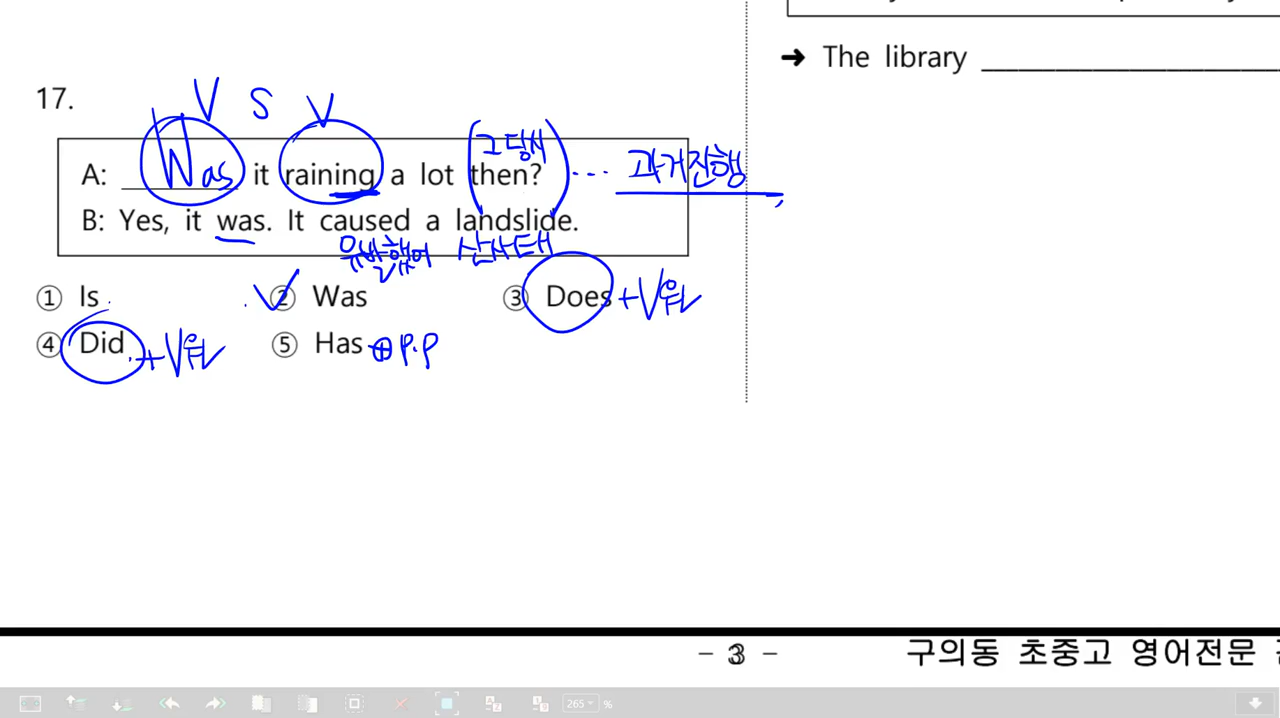 ➜ The library ____________
17.
V S V
A: Was it raining a lot then? ... 과거진행
그 당시
B: Yes, it was. It caused a landslide.
유발했어 산사태
① Is ② Was ③ Does +V원
④ Did +V원 ⑤ Has ⊕ p.p
- 3 - 구의동 초중고 영어전문
265 %